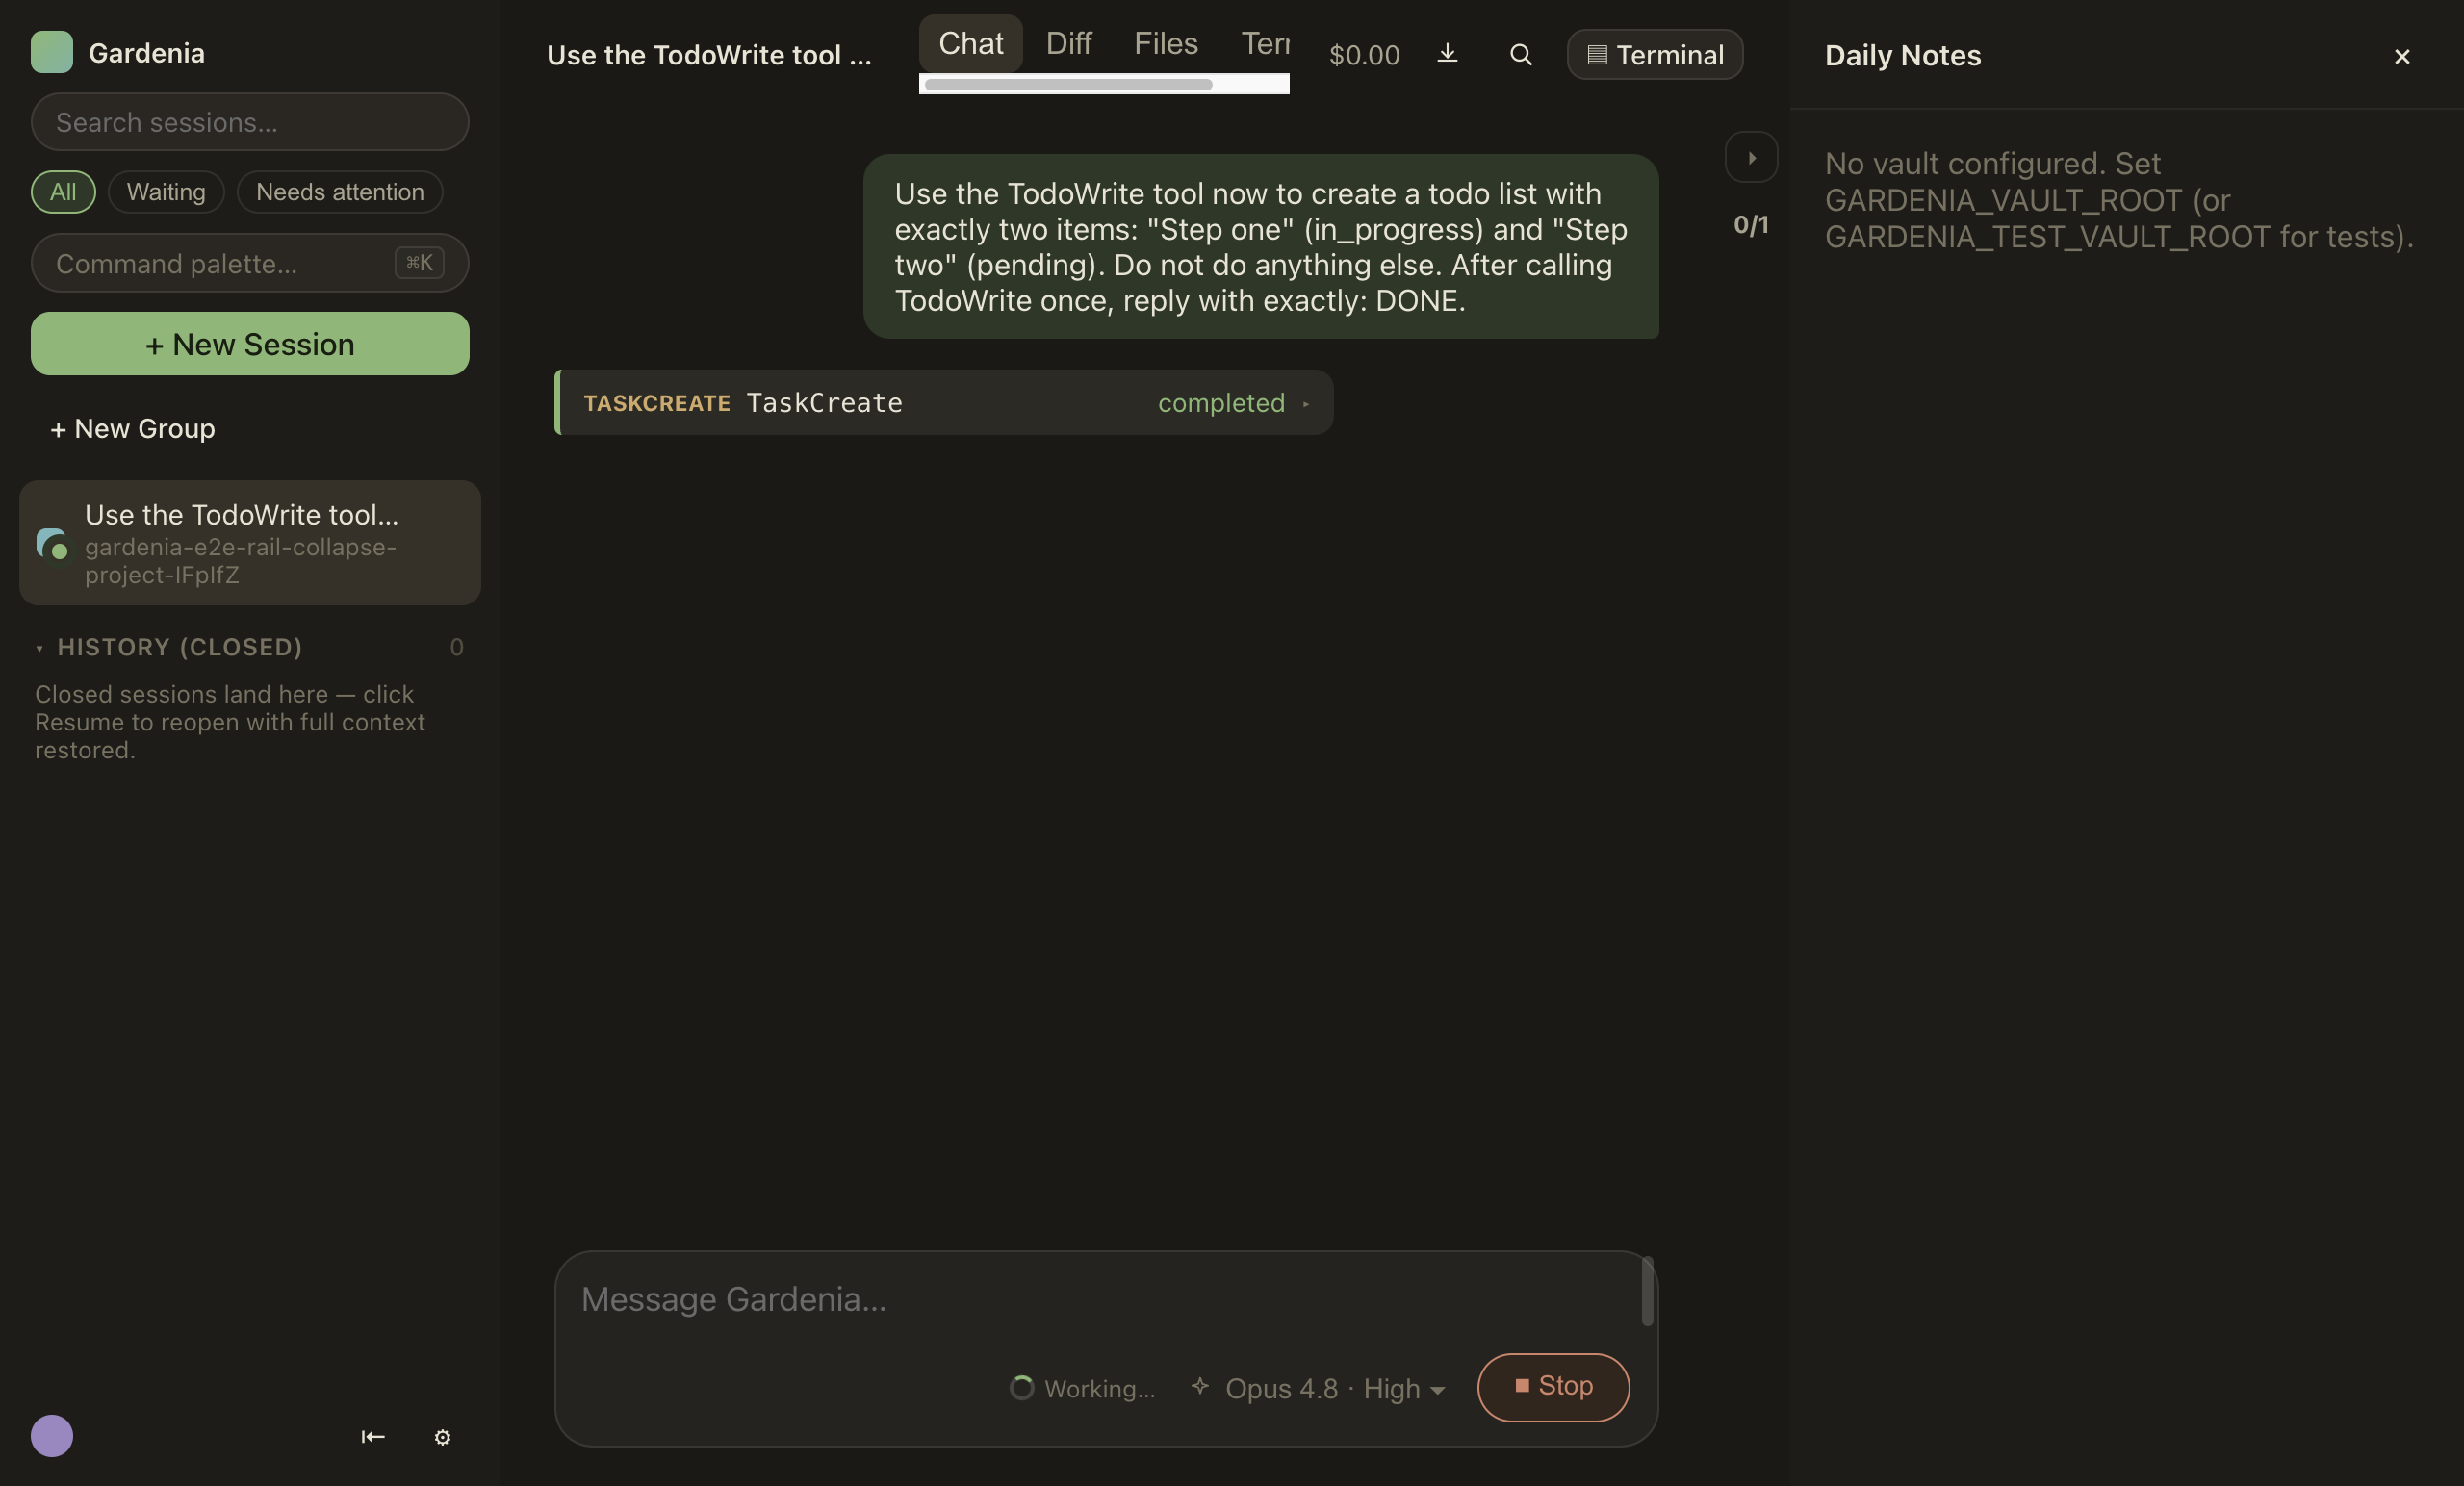 Gardenia
Search sessions...
All
Waiting
Needs attention
Command palette...
⌘K
+ New Session
+ New Group
Use the TodoWrite tool...
gardenia-e2e-rail-collapse-
project-IFpIfZ
HISTORY (CLOSED)
0
Closed sessions land here — click
Resume to reopen with full context
restored.
Use the TodoWrite tool ...
Chat
Diff
Files
$0.00
Terminal
Use the TodoWrite tool now to create a todo list with
exactly two items: "Step one" (in_progress) and "Step
two" (pending). Do not do anything else. After calling
TodoWrite once, reply with exactly: DONE.
TASKCREATE TaskCreate
completed
0/1
Message Gardenia...
Working...
Opus 4.8 · High
Stop
Daily Notes
No vault configured. Set
GARDENIA_VAULT_ROOT (or
GARDENIA_TEST_VAULT_ROOT for tests).